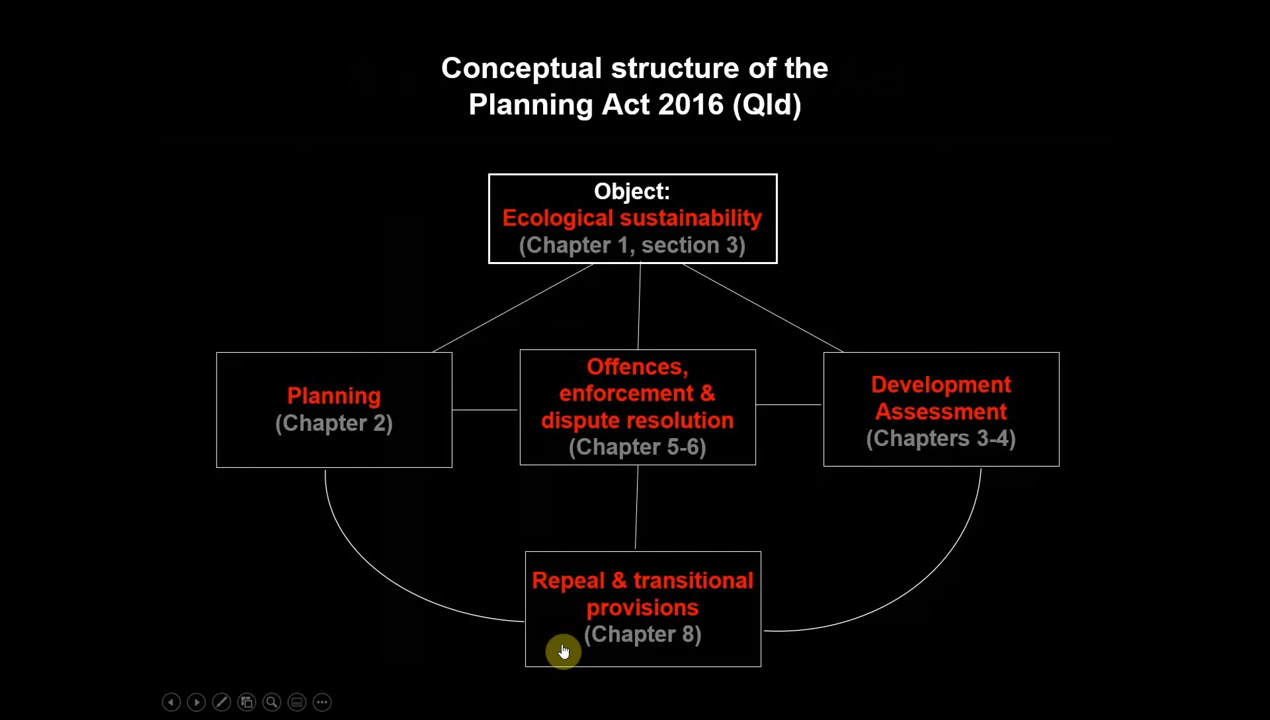 Conceptual structure of the
Planning Act 2016 (Qld)
Object:
Ecological sustainability
(Chapter 1, section 3)
Planning
(Chapter 2)
Offences,
enforcement &
dispute resolution
(Chapter 5-6)
Development
Assessment
(Chapters 3-4)
Repeal & transitional
provisions
(Chapter 8)